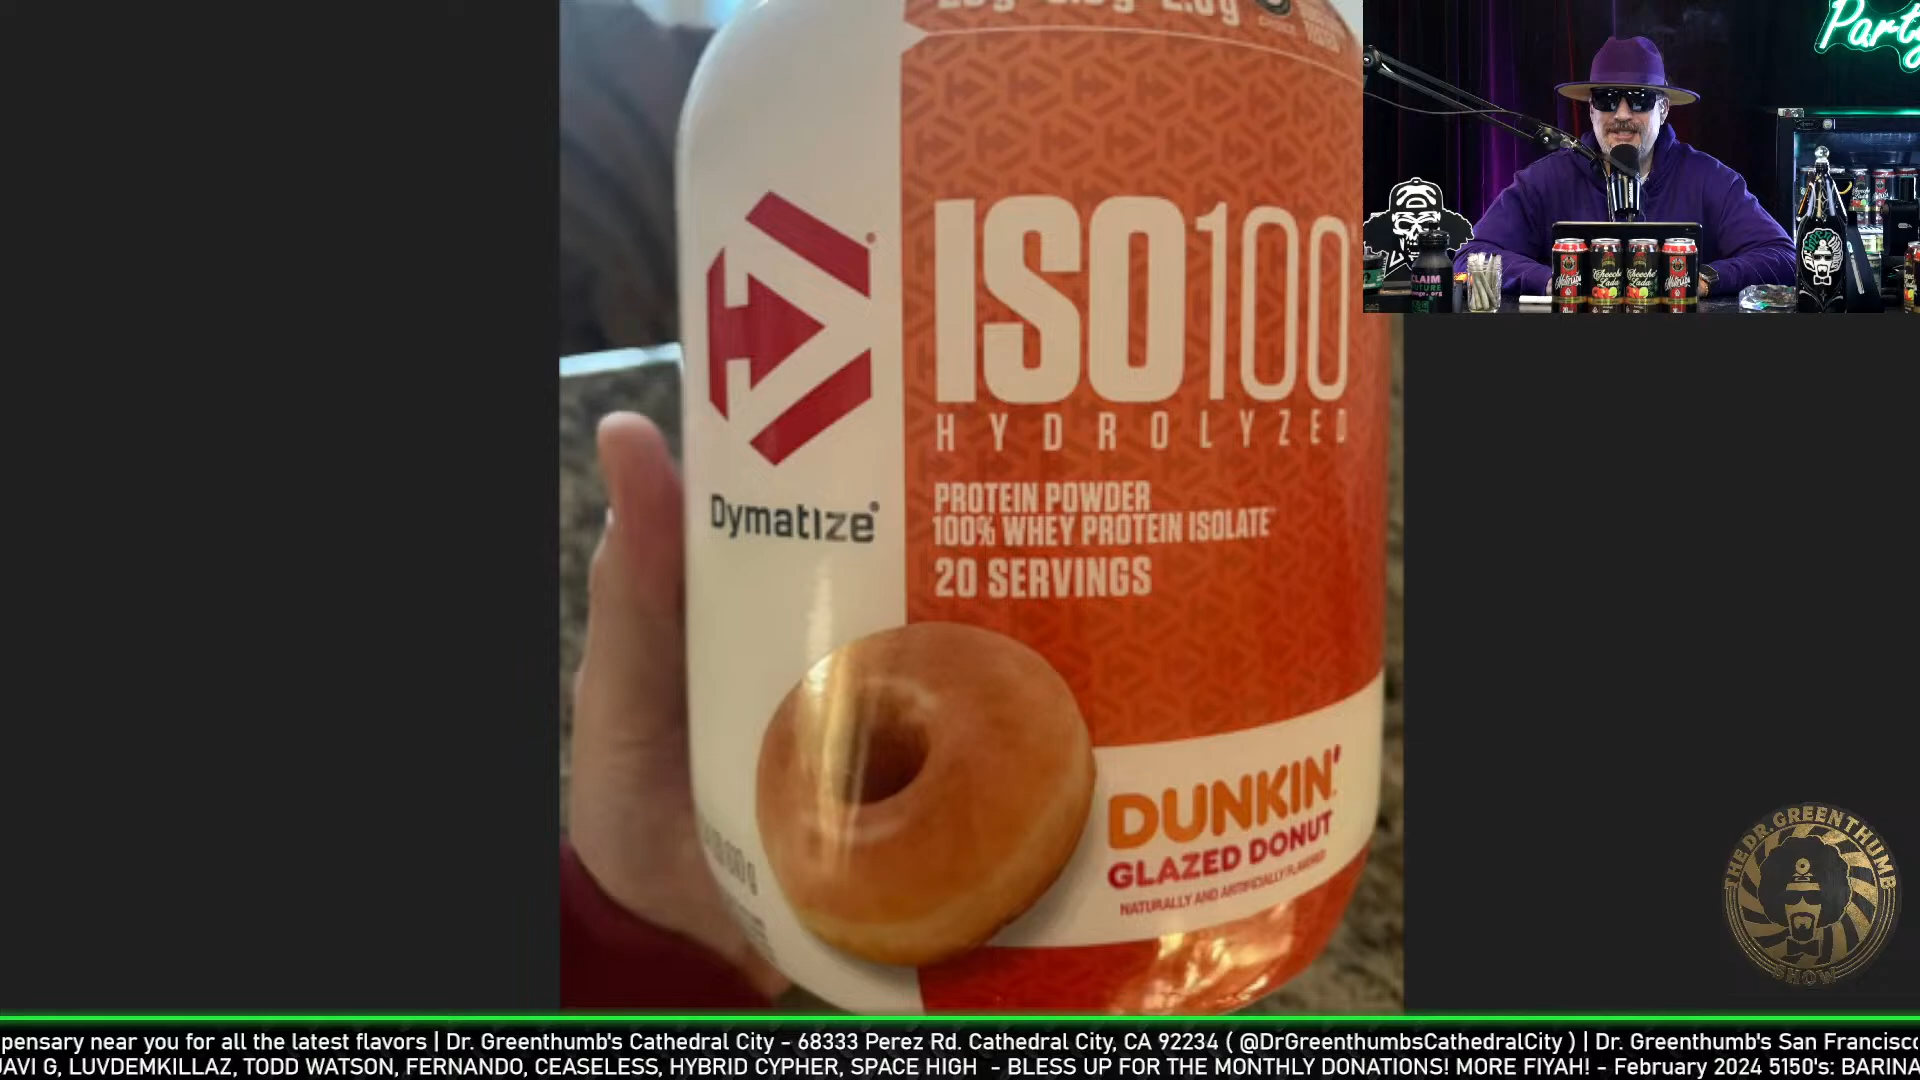 Party
ISO100
HYDROLYZED
Dymatize®
PROTEIN POWDER
100% WHEY PROTEIN ISOLATE
20 SERVINGS
DUNKIN'
GLAZED DONUT
NATURALLY AND ARTIFICIALLY FLAVORED
CLAIM
THE DR. GREENTHUMB
SHOW
pensary near you for all the latest flavors | Dr. Greenthumb's Cathedral City - 68333 Perez Rd. Cathedral City, CA 92234 ( @DrGreenthumbsCathedralCity ) | Dr. Greenthumb's San Francisco
JAVI G, LUVDEMKILLAZ, TODD WATSON, FERNANDO, CEASELESS, HYBRID CYPHER, SPACE HIGH - BLESS UP FOR THE MONTHLY DONATIONS! MORE FIYAH! - February 2024 5150's: BARINA